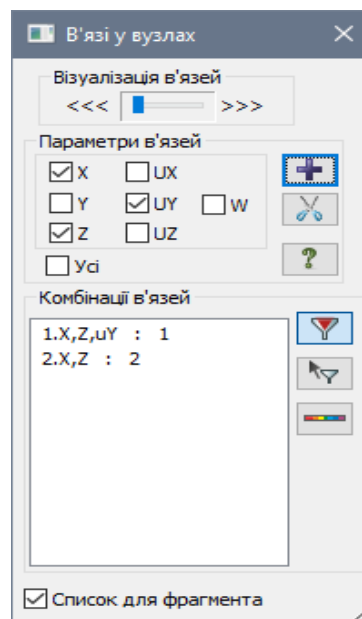 В'язі у вузлах
Візуалізація в'язей
<<< >>>
Параметри в'язей
X UX
Y UY W
Z UZ
Усі
Комбінації в'язей
1.X,Z,uY : 1
2.X,Z : 2
Список для фрагмента